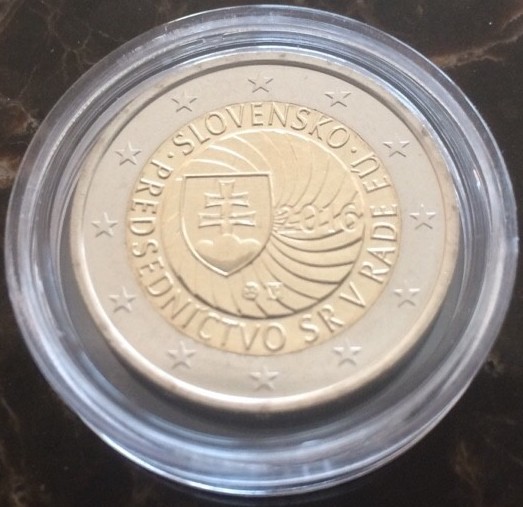 · SLOVENSKO ·
PREDSEDNÍCTVO SR V RADE EÚ
2016